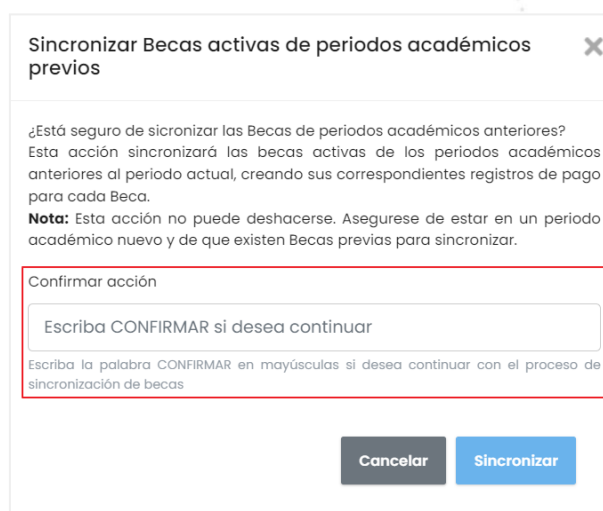 Sincronizar Becas activas de periodos académicos
previos
¿Está seguro de sicronizar las Becas de periodos académicos anteriores?
Esta acción sincronizará las becas activas de los periodos académicos
anteriores al periodo actual, creando sus correspondientes registros de pago
para cada Beca.
Nota: Esta acción no puede deshacerse. Asegurese de estar en un periodo
académico nuevo y de que existen Becas previas para sincronizar.
Confirmar acción
Escriba CONFIRMAR si desea continuar
Escriba la palabra CONFIRMAR en mayúsculas si desea continuar con el proceso de
sincronización de becas
Cancelar Sincronizar